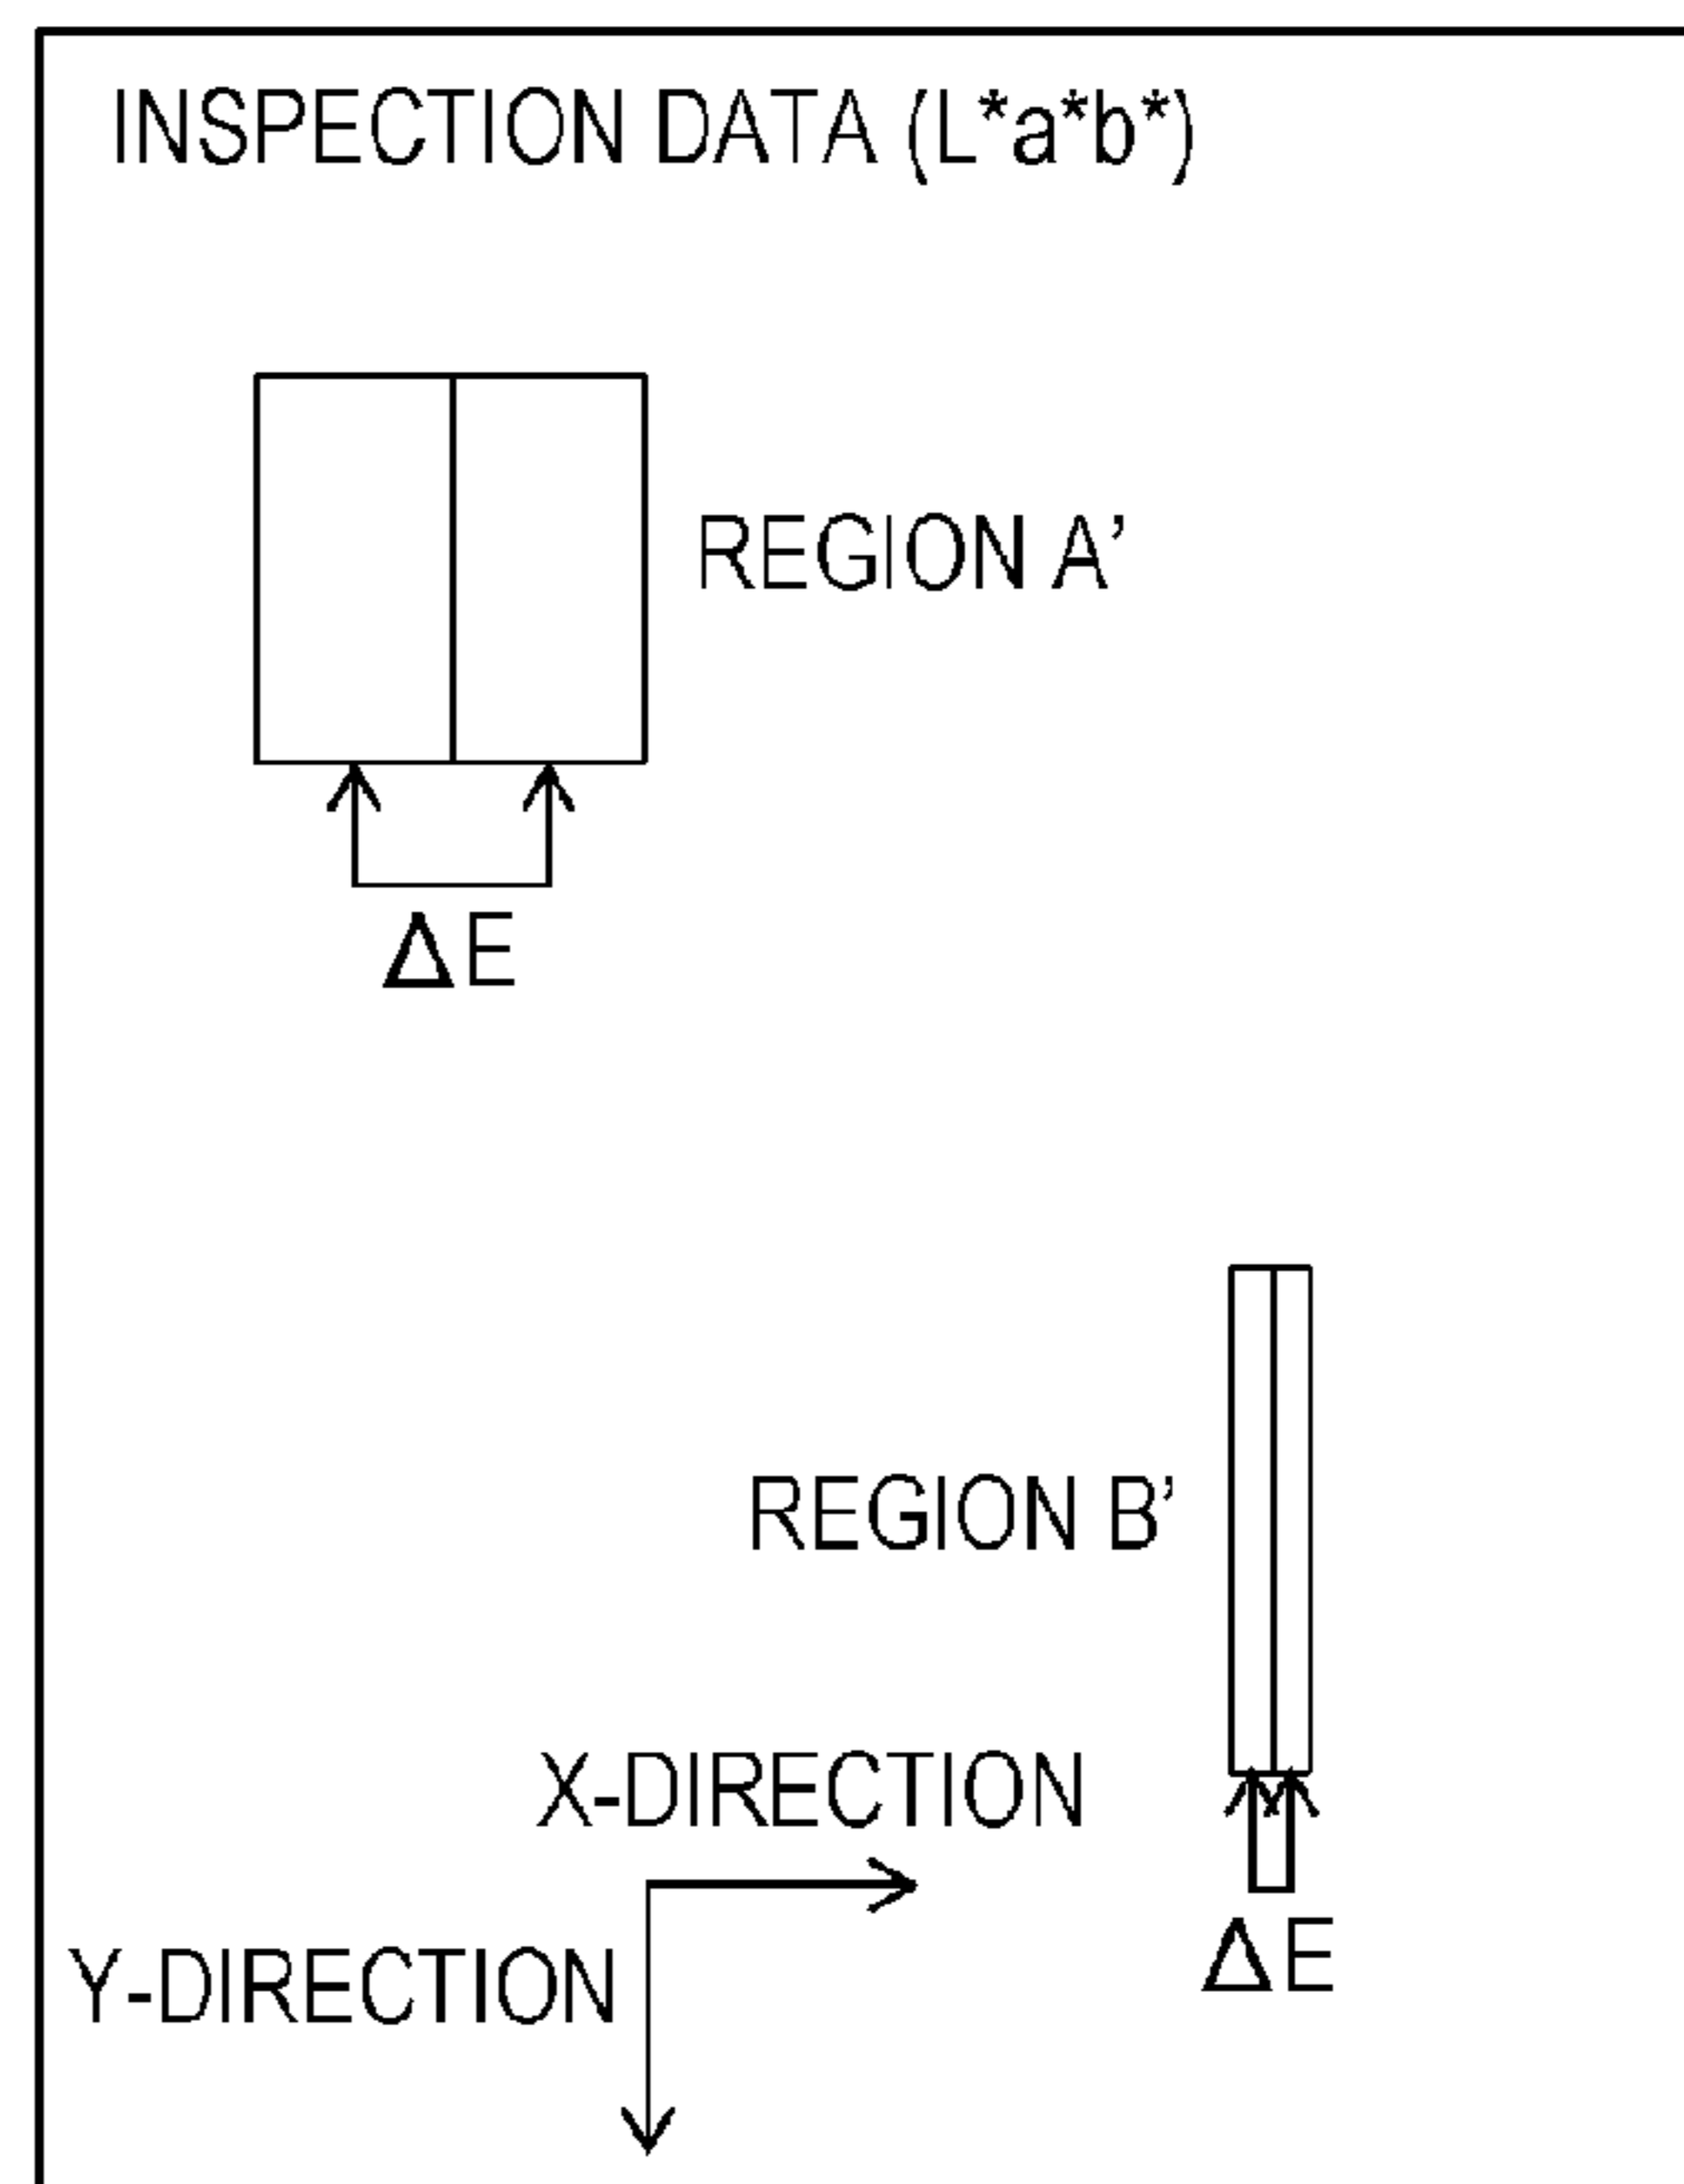 INSPECTION DATA (L*a*b*)
REGION A’
ΔE
REGION B’
X-DIRECTION
Y-DIRECTION
ΔE